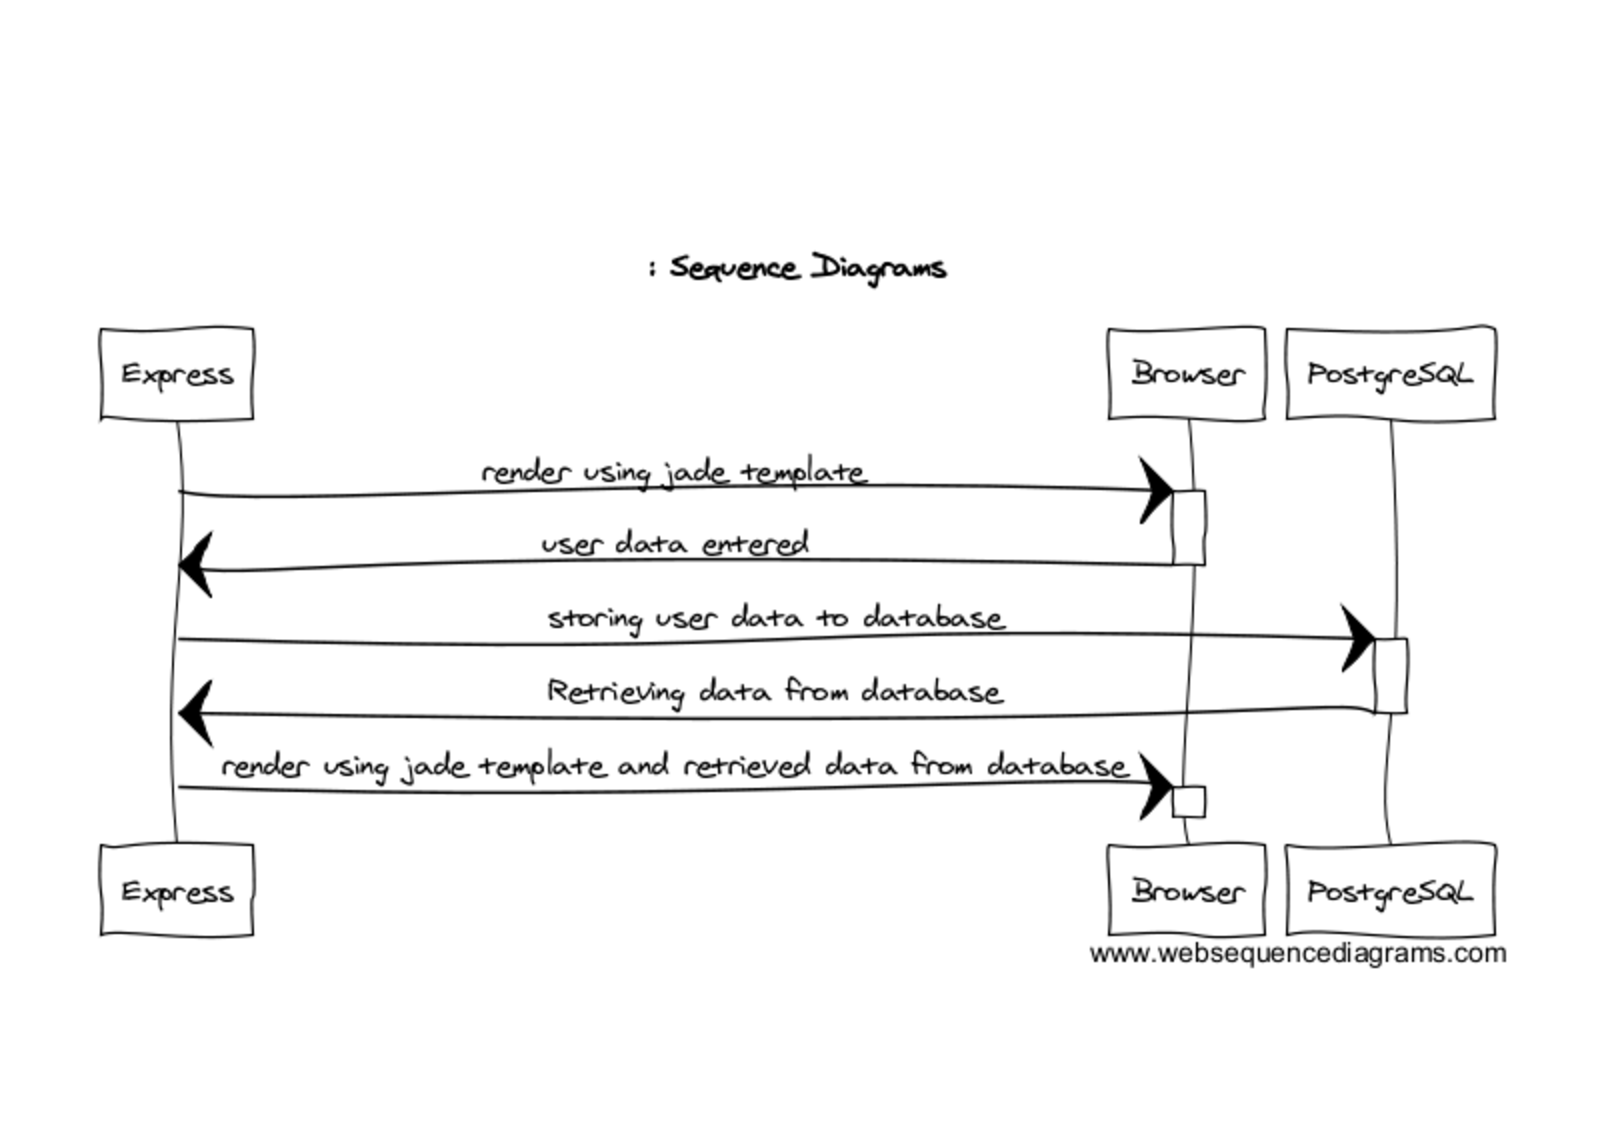 : Sequence Diagrams
Express
Browser
PostgreSQL
render using jade template
user data entered
storing user data to database
Retrieving data from database
render using jade template and retrieved data from database
Express
Browser
PostgreSQL
www.websequencediagrams.com